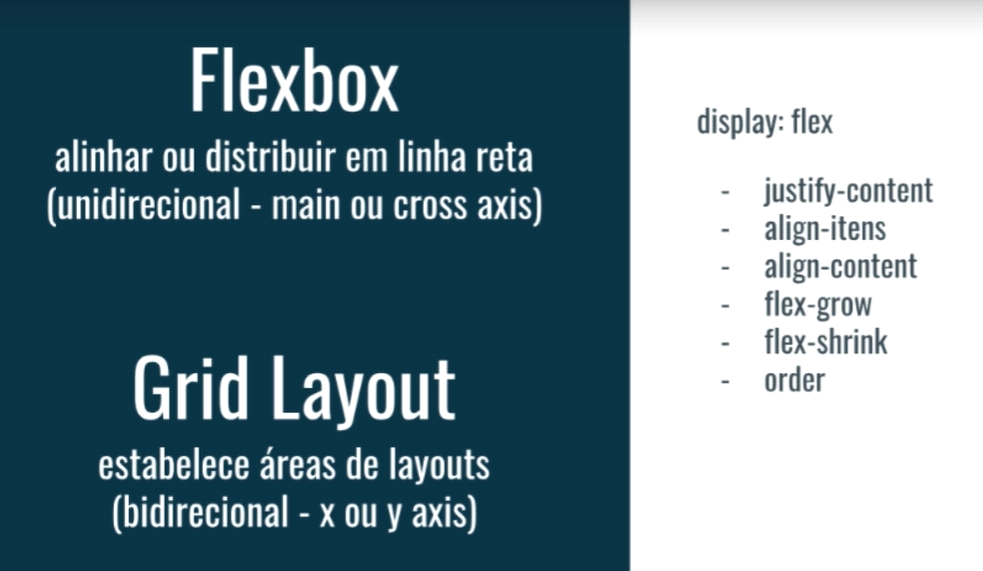 Flexbox
alinhar ou distribuir em linha reta
(unidirecional - main ou cross axis)
Grid Layout
estabelece áreas de layouts
(bidirecional - x ou y axis)
display: flex
- justify-content
- align-itens
- align-content
- flex-grow
- flex-shrink
- order